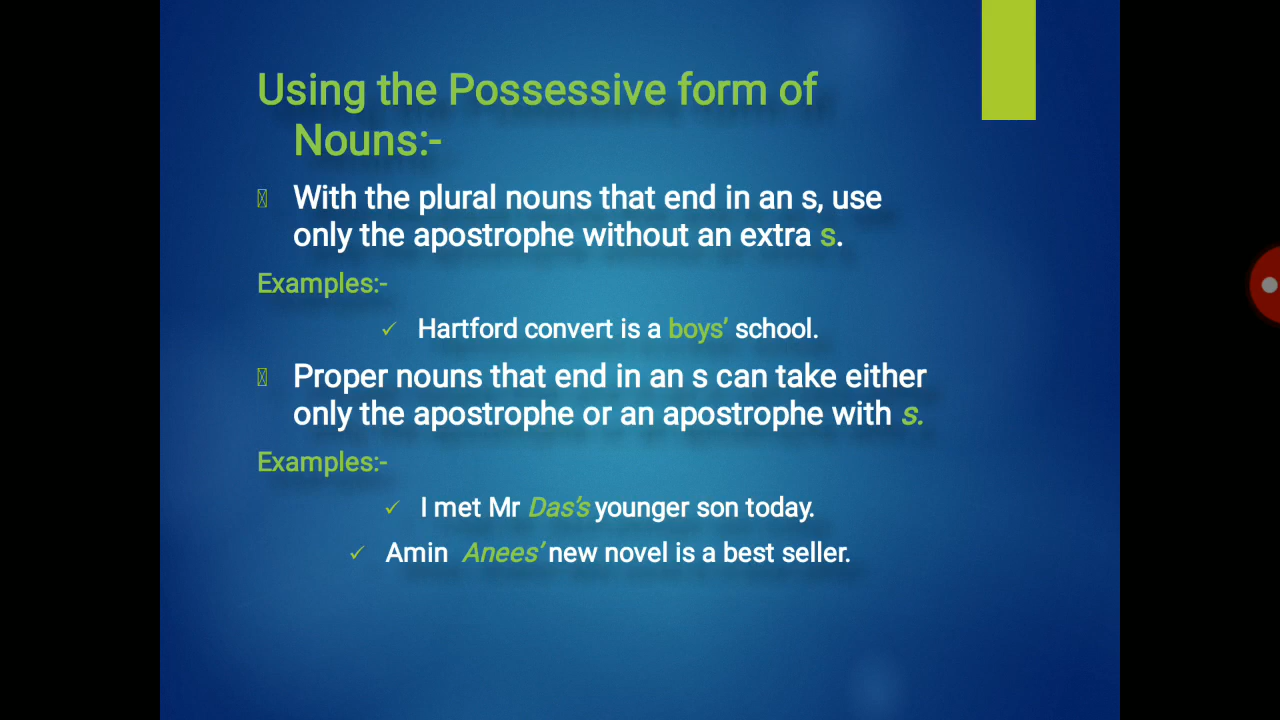 Using the Possessive form of
Nouns:-
With the plural nouns that end in an s, use
only the apostrophe without an extra s.
Examples:-
✓ Hartford convert is a boys’ school.
Proper nouns that end in an s can take either
only the apostrophe or an apostrophe with s.
Examples:-
✓ I met Mr Das’s younger son today.
✓ Amin Anees’ new novel is a best seller.